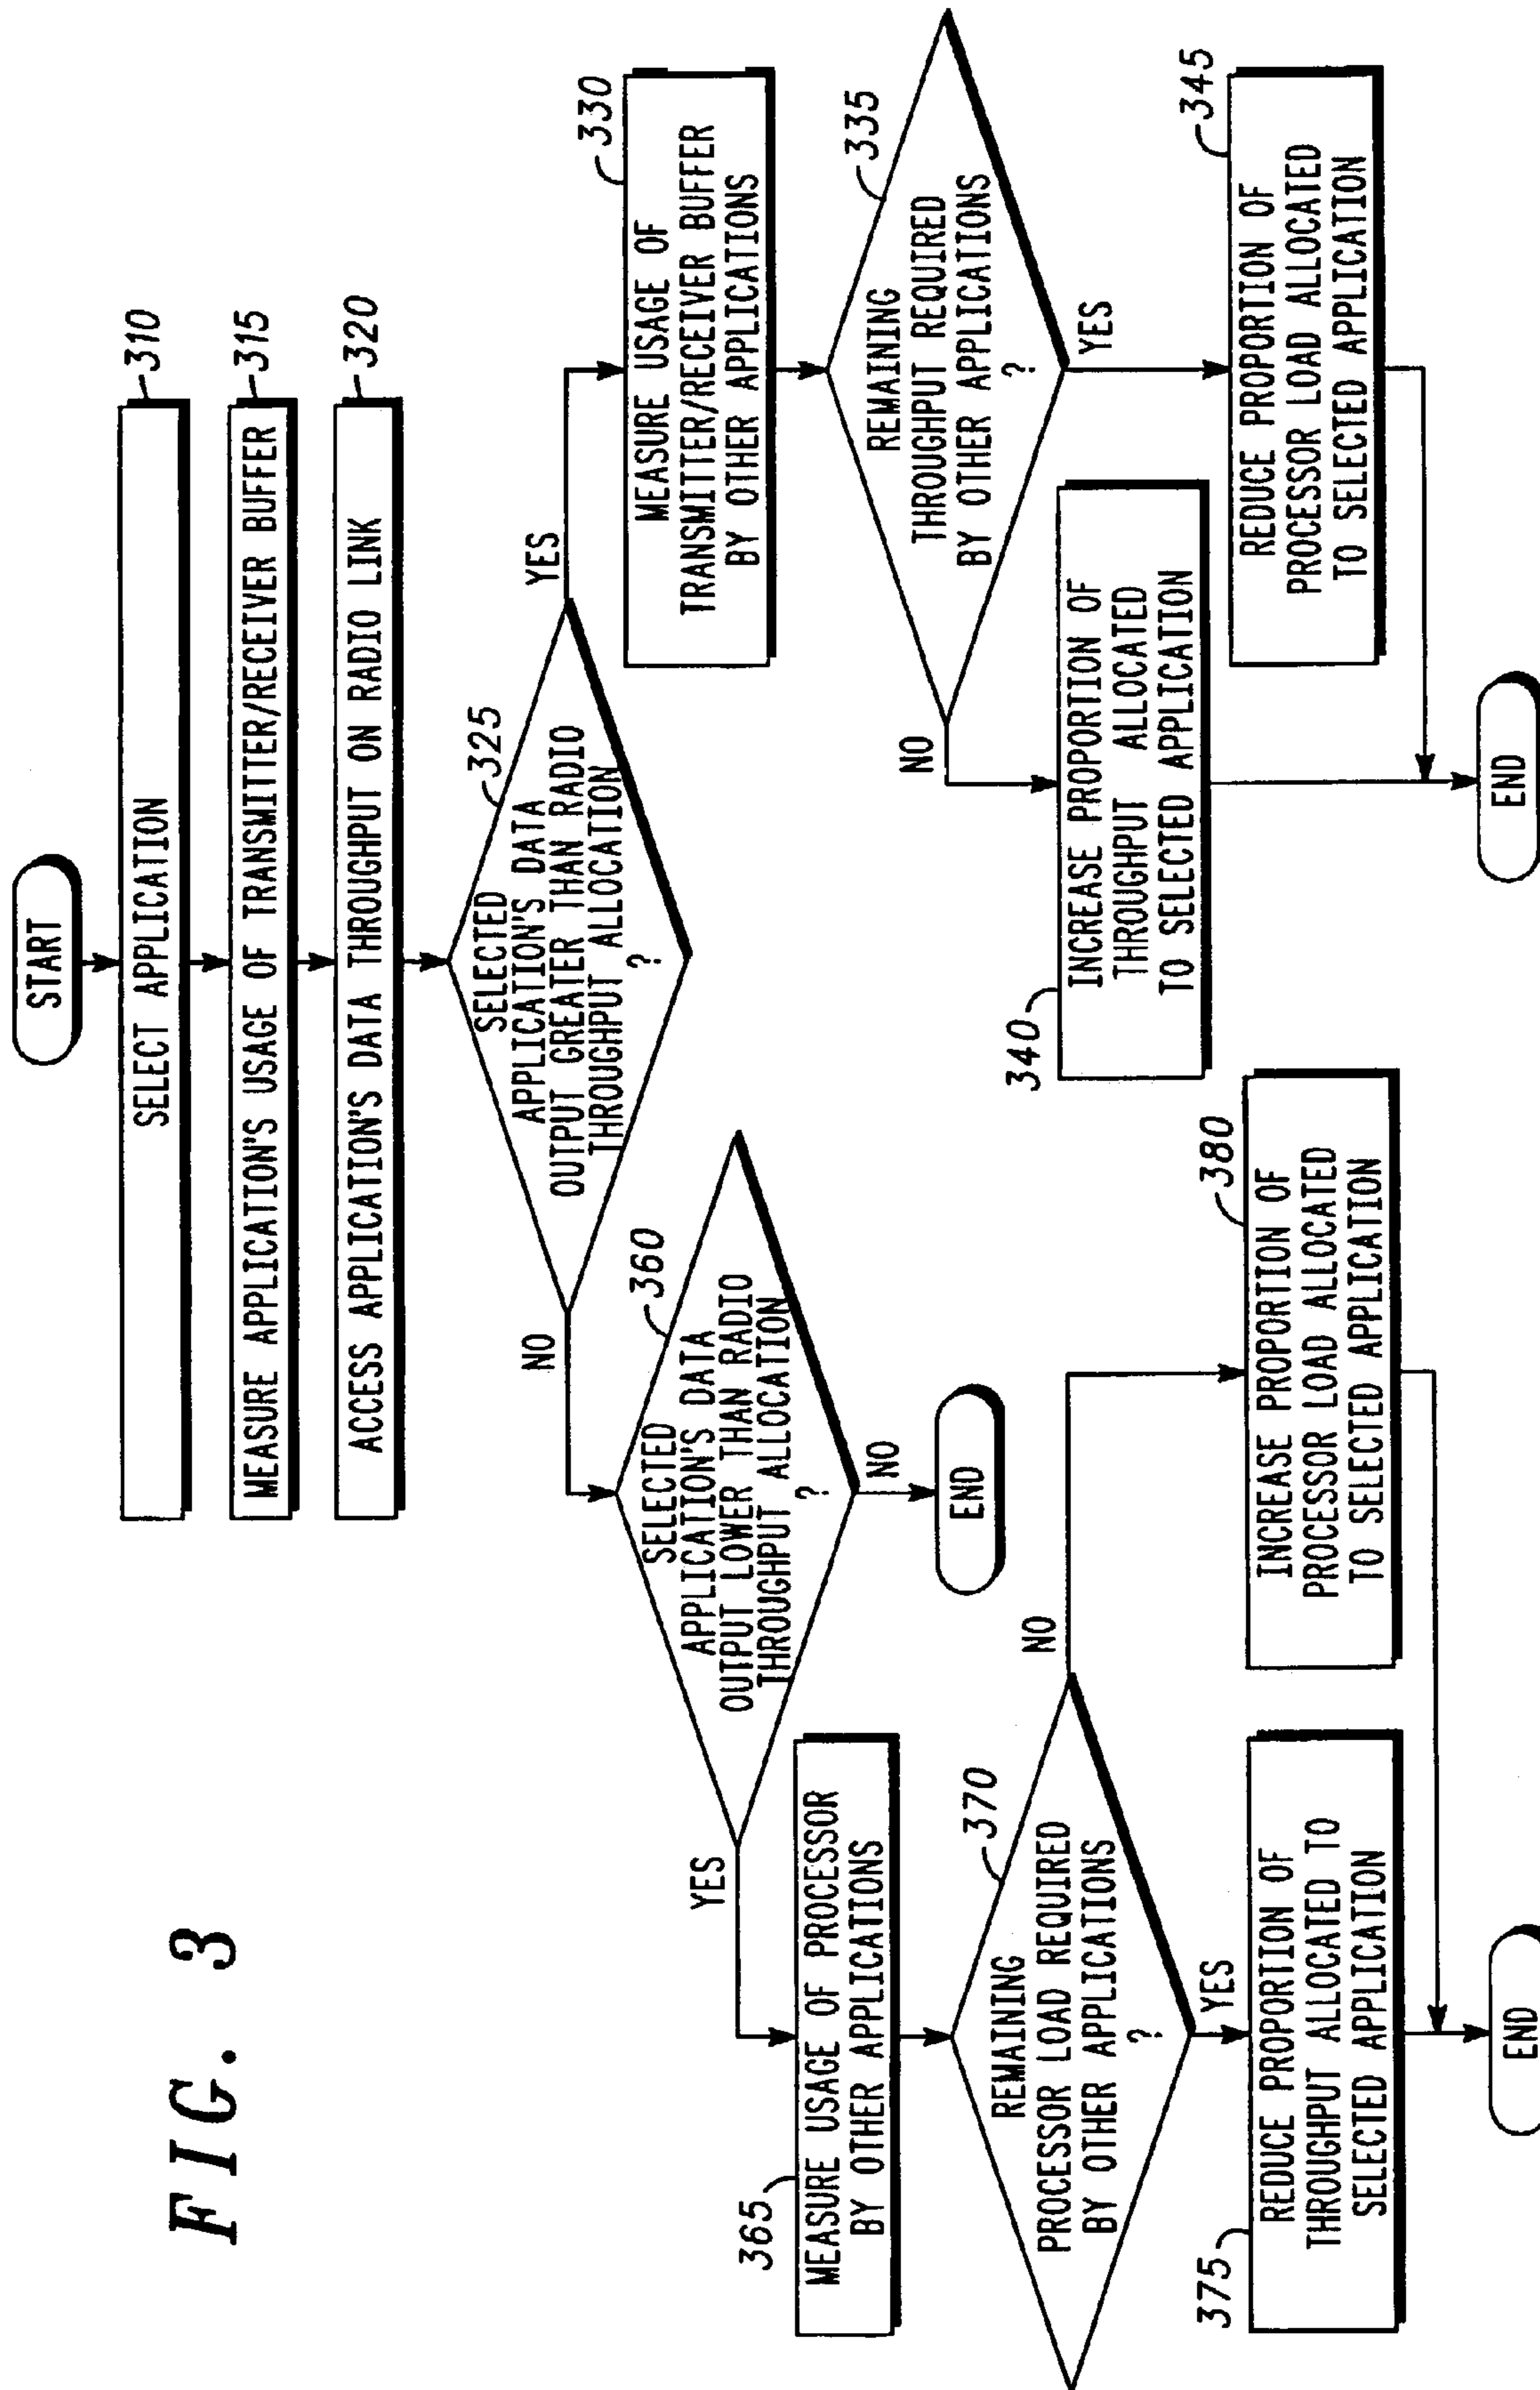 FIG. 3
START
SELECT APPLICATION
310
MEASURE APPLICATION'S USAGE OF TRANSMITTER/RECEIVER BUFFER
315
ACCESS APPLICATION'S DATA THROUGHPUT ON RADIO LINK
320
SELECTED
APPLICATION'S DATA
OUTPUT GREATER THAN RADIO
THROUGHPUT ALLOCATION
?
325
NO
YES
SELECTED
APPLICATION'S DATA
OUTPUT LOWER THAN RADIO
THROUGHPUT ALLOCATION
?
360
YES
NO
END
MEASURE USAGE OF
TRANSMITTER/RECEIVER BUFFER
BY OTHER APPLICATIONS
330
365
MEASURE USAGE OF PROCESSOR
BY OTHER APPLICATIONS
REMAINING
THROUGHPUT REQUIRED
BY OTHER APPLICATIONS
?
335
NO
YES
REMAINING
PROCESSOR LOAD REQUIRED
BY OTHER APPLICATIONS
?
370
YES
NO
340
INCREASE PROPORTION OF
THROUGHPUT ALLOCATED
TO SELECTED APPLICATION
REDUCE PROPORTION OF
PROCESSOR LOAD ALLOCATED
TO SELECTED APPLICATION
345
375
REDUCE PROPORTION OF
THROUGHPUT ALLOCATED TO
SELECTED APPLICATION
INCREASE PROPORTION OF
PROCESSOR LOAD ALLOCATED
TO SELECTED APPLICATION
380
END
END